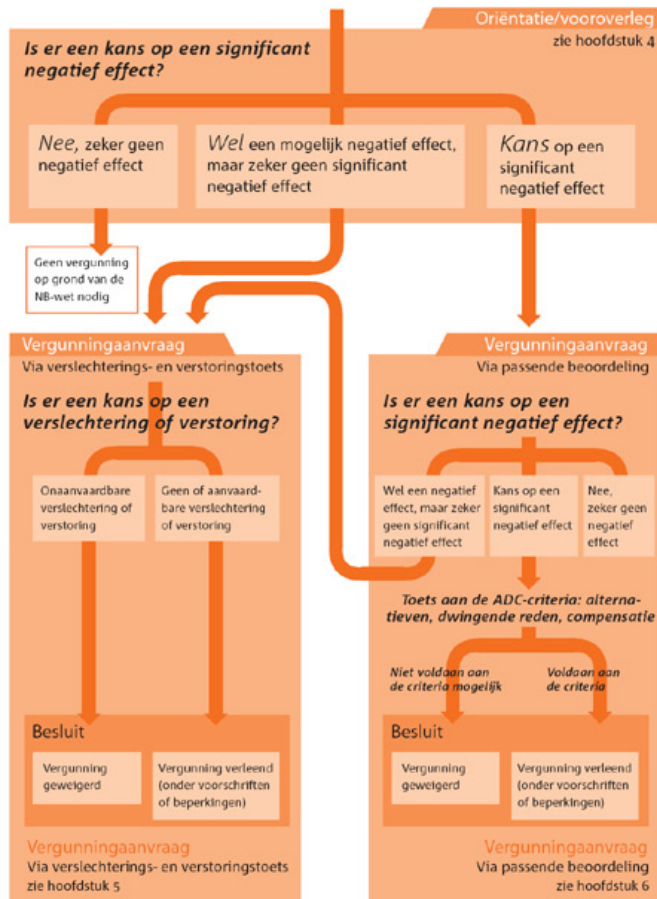 Oriëntatie/vooroverleg
zie hoofdstuk 4
Is er een kans op een significant
negatief effect?
Nee, zeker geen
negatief effect
Wel een mogelijk negatief effect,
maar zeker geen significant
negatief effect
Kans op een
significant
negatief effect
Geen vergunning
op grond van de
NB-wet nodig
Vergunningaanvraag
Via verslechterings- en verstoringstoets
Is er een kans op een
verslechtering of verstoring?
Onaanvaardbare
verslechtering of
verstoring
Geen of aanvaard-
bare verslechtering
of verstoring
Besluit
Vergunning
geweigerd
Vergunning verleend
(onder voorschriften
of beperkingen)
Vergunningaanvraag
Via verslechterings- en verstoringstoets
zie hoofdstuk 5
Vergunningaanvraag
Via passende beoordeling
Is er een kans op een
significant negatief effect?
Wel een negatief
effect, maar zeker
geen significant
negatief effect
Kans op een
significant
negatief effect
Nee,
zeker geen
negatief
effect
Toets aan de ADC-criteria: alterna-
tieven, dwingende reden, compensatie
Niet voldaan aan
de criteria mogelijk
Voldaan aan
de criteria
Besluit
Vergunning
geweigerd
Vergunning verleend
(onder voorschriften
of beperkingen)
Vergunningaanvraag
Via passende beoordeling
zie hoofdstuk 6